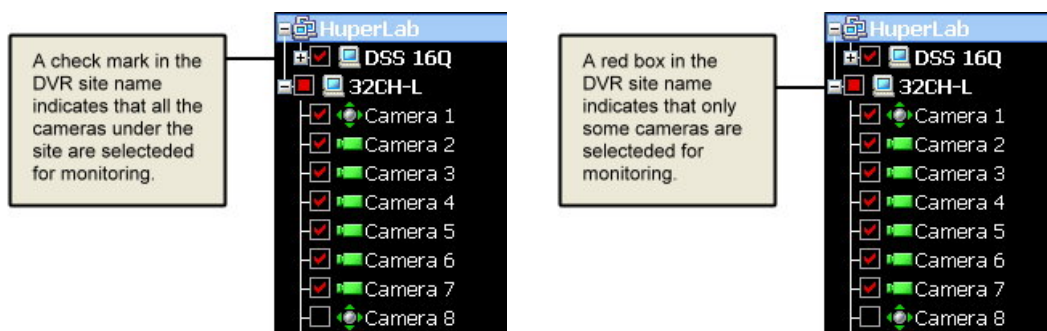 A check mark in the
DVR site name
indicates that all the
cameras under the
site are selecteded
for monitoring.
HuperLab
DSS 16Q
32CH-L
Camera 1
Camera 2
Camera 3
Camera 4
Camera 5
Camera 6
Camera 7
Camera 8
A red box in the
DVR site name
indicates that only
some cameras are
selecteded for
monitoring.
HuperLab
DSS 16Q
32CH-L
Camera 1
Camera 2
Camera 3
Camera 4
Camera 5
Camera 6
Camera 7
Camera 8